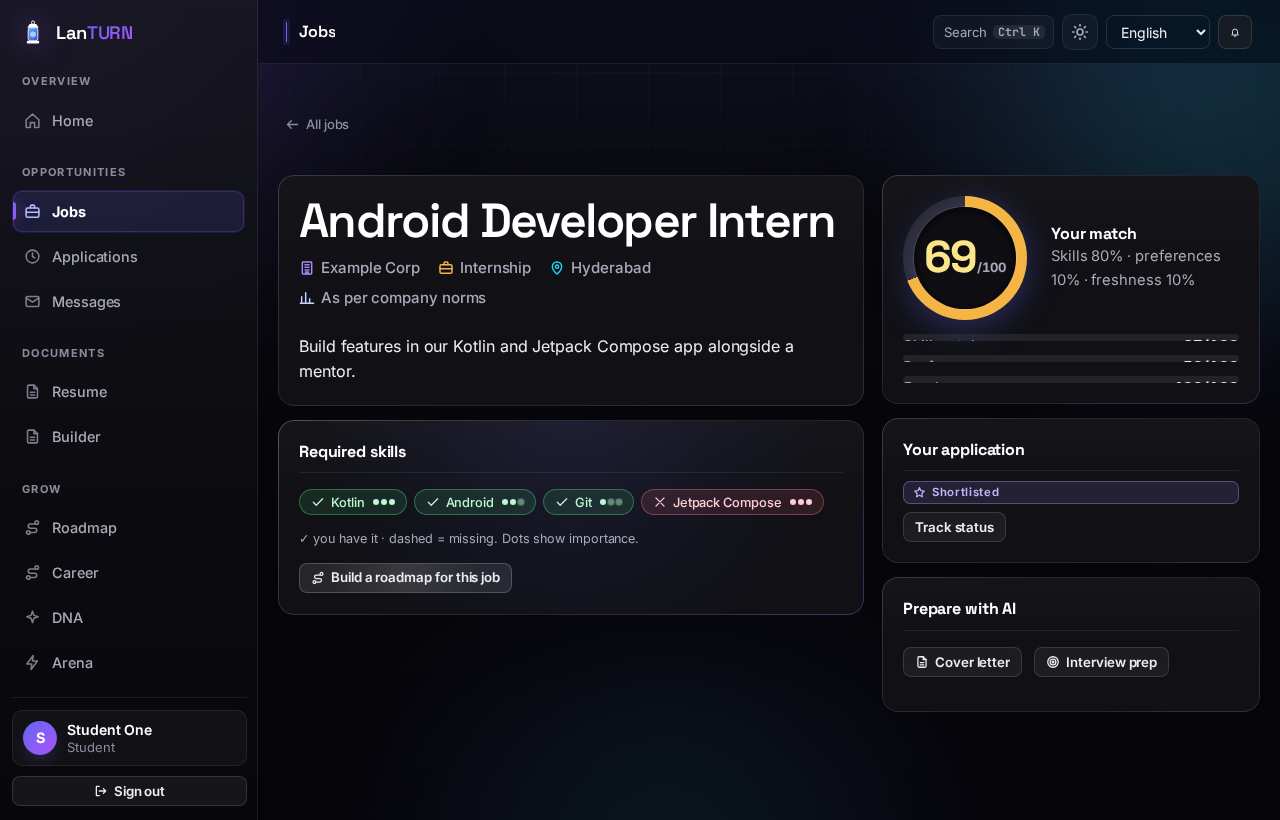 LanTURN
OVERVIEW
Home
OPPORTUNITIES
Jobs
Applications
Messages
DOCUMENTS
Resume
Builder
GROW
Roadmap
Career
DNA
Arena
S
Student One
Student
Sign out
Jobs
Search Ctrl K
English
All jobs
Android Developer Intern
Example Corp Internship Hyderabad
As per company norms
Build features in our Kotlin and Jetpack Compose app alongside a
mentor.
Required skills
Kotlin Android Git Jetpack Compose
✓ you have it · dashed = missing. Dots show importance.
Build a roadmap for this job
69/100
Your match
Skills 80% · preferences
10% · freshness 10%
Your application
Shortlisted
Track status
Prepare with AI
Cover letter Interview prep